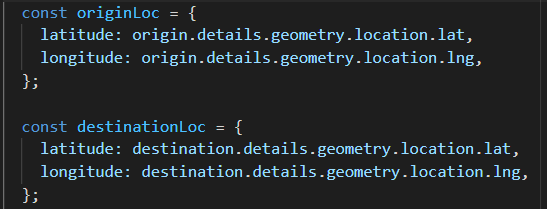 const originLoc = {
  latitude: origin.details.geometry.location.lat,
  longitude: origin.details.geometry.location.lng,
};

const destinationLoc = {
  latitude: destination.details.geometry.location.lat,
  longitude: destination.details.geometry.location.lng,
};